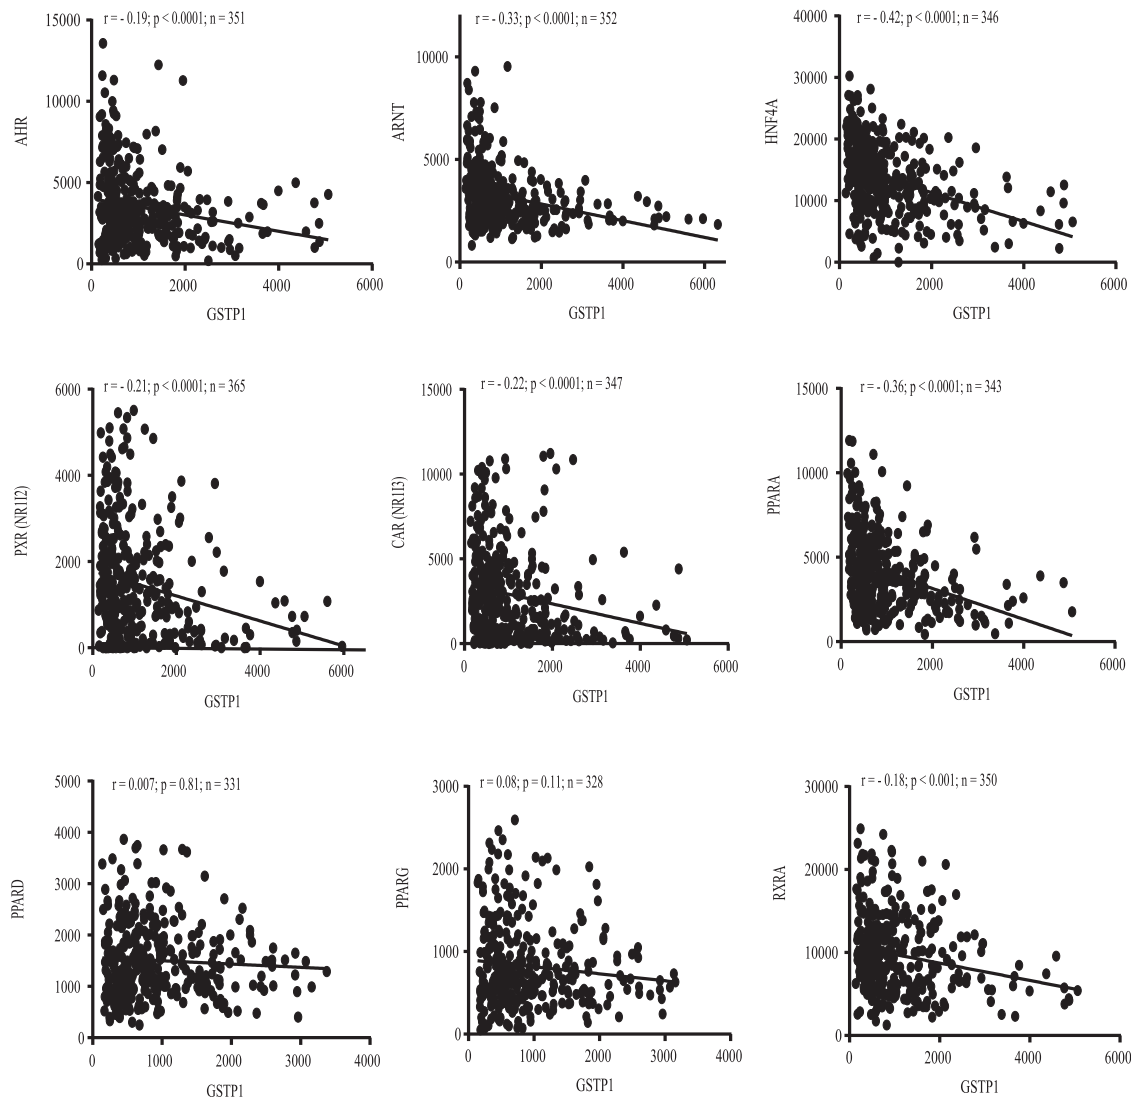 r = - 0.19; p < 0.0001; n = 351
15000
10000
5000
0
AHR
0 2000 4000 6000
GSTP1
r = - 0.33; p < 0.0001; n = 352
10000
5000
0
ARNT
0 2000 4000 6000
GSTP1
r = - 0.42; p < 0.0001; n = 346
40000
30000
20000
10000
0
HNF4A
0 2000 4000 6000
GSTP1
r = - 0.21; p < 0.0001; n = 365
6000
4000
2000
0
PXR (NR1I2)
0 2000 4000 6000
GSTP1
r = - 0.22; p < 0.0001; n = 347
15000
10000
5000
0
CAR (NR1I3)
0 2000 4000 6000
GSTP1
r = - 0.36; p < 0.0001; n = 343
15000
10000
5000
0
PPARA
0 2000 4000 6000
GSTP1
r = 0.007; p = 0.81; n = 331
5000
4000
3000
2000
1000
0
PPARD
0 1000 2000 3000 4000
GSTP1
r = 0.08; p = 0.11; n = 328
3000
2000
1000
0
PPARG
0 1000 2000 3000 4000
GSTP1
r = - 0.18; p < 0.001; n = 350
30000
20000
10000
0
RXRA
0 2000 4000 6000
GSTP1